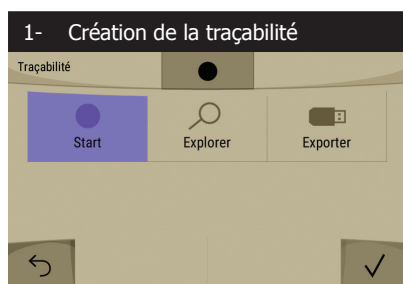 1- Création de la traçabilité
Traçabilité
Start Explorer Exporter